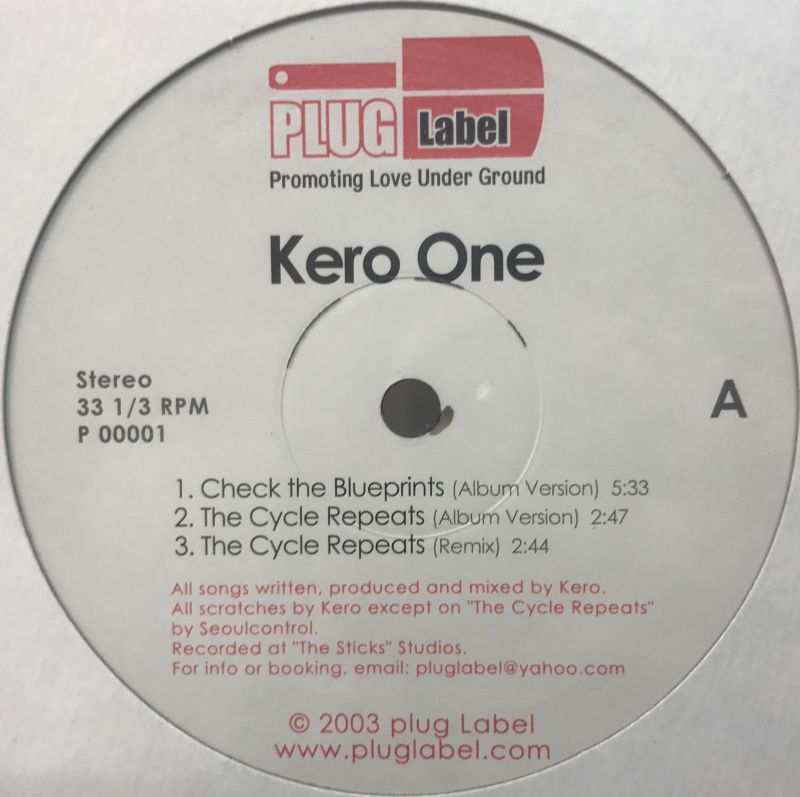 PLUG Label
Promoting Love Under Ground
Kero One
Stereo
33 1/3 RPM
P 00001
A
1. Check the Blueprints (Album Version) 5:33
2. The Cycle Repeats (Album Version) 2:47
3. The Cycle Repeats (Remix) 2:44
All songs written, produced and mixed by Kero.
All scratches by Kero except on "The Cycle Repeats"
by Seoulcontrol.
Recorded at "The Sticks" Studios.
For info or booking, email: pluglabel@yahoo.com
© 2003 plug Label
www.pluglabel.com